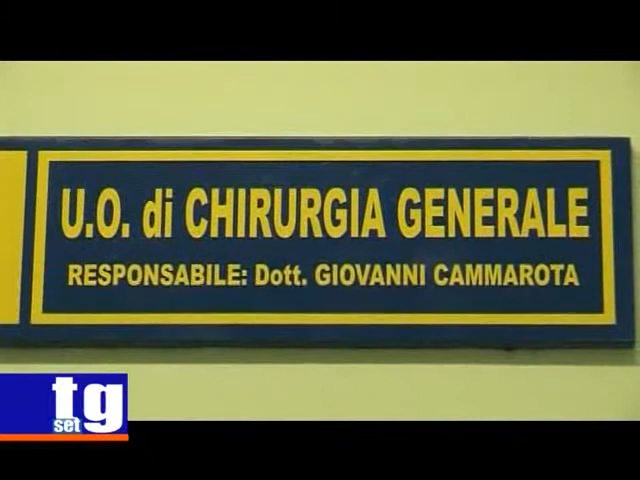 U.O. di CHIRURGIA GENERALE
RESPONSABILE: Dott. GIOVANNI CAMMAROTA
tg
set